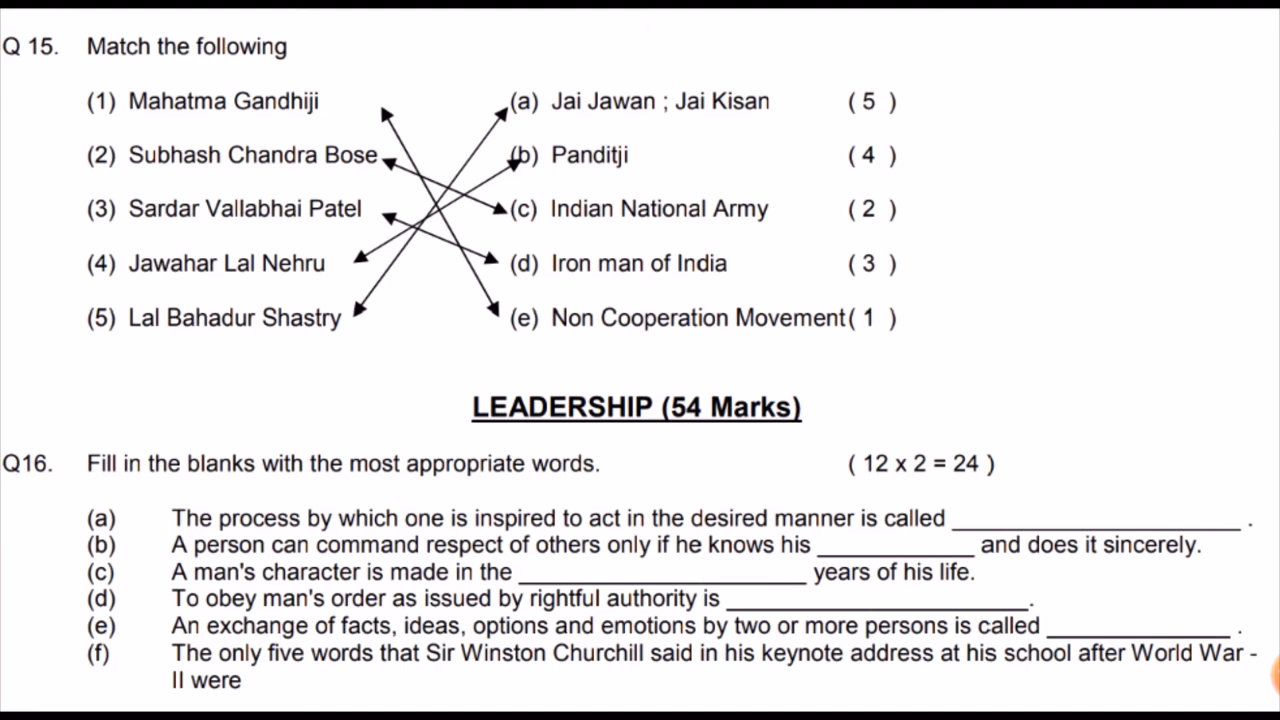 Q 15. Match the following
(1) Mahatma Gandhiji (a) Jai Jawan ; Jai Kisan ( 5 )
(2) Subhash Chandra Bose (b) Panditji ( 4 )
(3) Sardar Vallabhai Patel (c) Indian National Army ( 2 )
(4) Jawahar Lal Nehru (d) Iron man of India ( 3 )
(5) Lal Bahadur Shastry (e) Non Cooperation Movement( 1 )
LEADERSHIP (54 Marks)
Q16. Fill in the blanks with the most appropriate words. ( 12 x 2 = 24 )
(a) The process by which one is inspired to act in the desired manner is called ______________________ .
(b) A person can command respect of others only if he knows his ____________ and does it sincerely.
(c) A man's character is made in the ______________________ years of his life.
(d) To obey man's order as issued by rightful authority is _______________________.
(e) An exchange of facts, ideas, options and emotions by two or more persons is called ______________ .
(f) The only five words that Sir Winston Churchill said in his keynote address at his school after World War -
II were